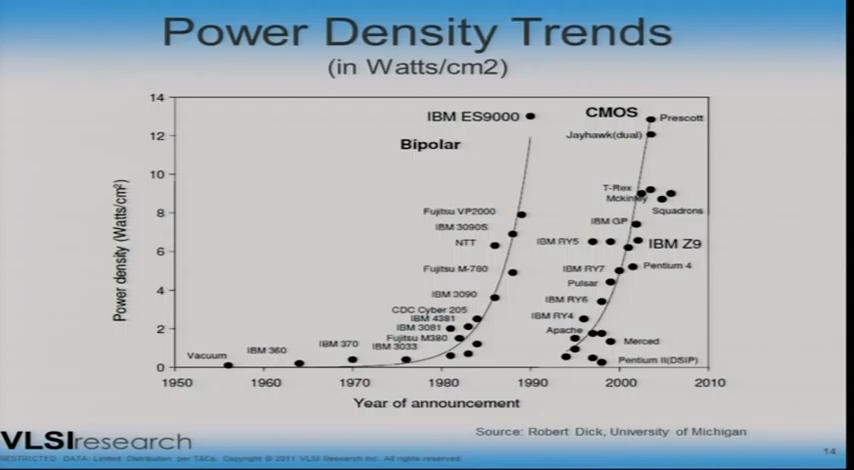 Power Density Trends
(in Watts/cm2)
14
12
10
8
6
4
2
0
Power density (Watts/cm²)
1950
1960
1970
1980
1990
2000
2010
Year of announcement
Bipolar
CMOS
IBM ES9000
Prescott
Jayhawk(dual)
T-Rex
Mckinley
Squadrons
Fujitsu VP2000
IBM 3090S
NTT
IBM GP
IBM RY5
IBM Z9
Fujitsu M-780
IBM RY7
Pentium 4
Pulsar
IBM 3090
IBM RY6
CDC Cyber 205
IBM 4381
IBM RY4
IBM 3081
Apache
Fujitsu M380
Merced
IBM 370
IBM 3033
IBM 360
Vacuum
Pentium II(DSIP)
Source: Robert Dick, University of Michigan
VLSIresearch
RESTRICTED DATA: Limited Distribution per T&Cs. Copyright © 2011 VLSI Research Inc. All rights reserved.
14